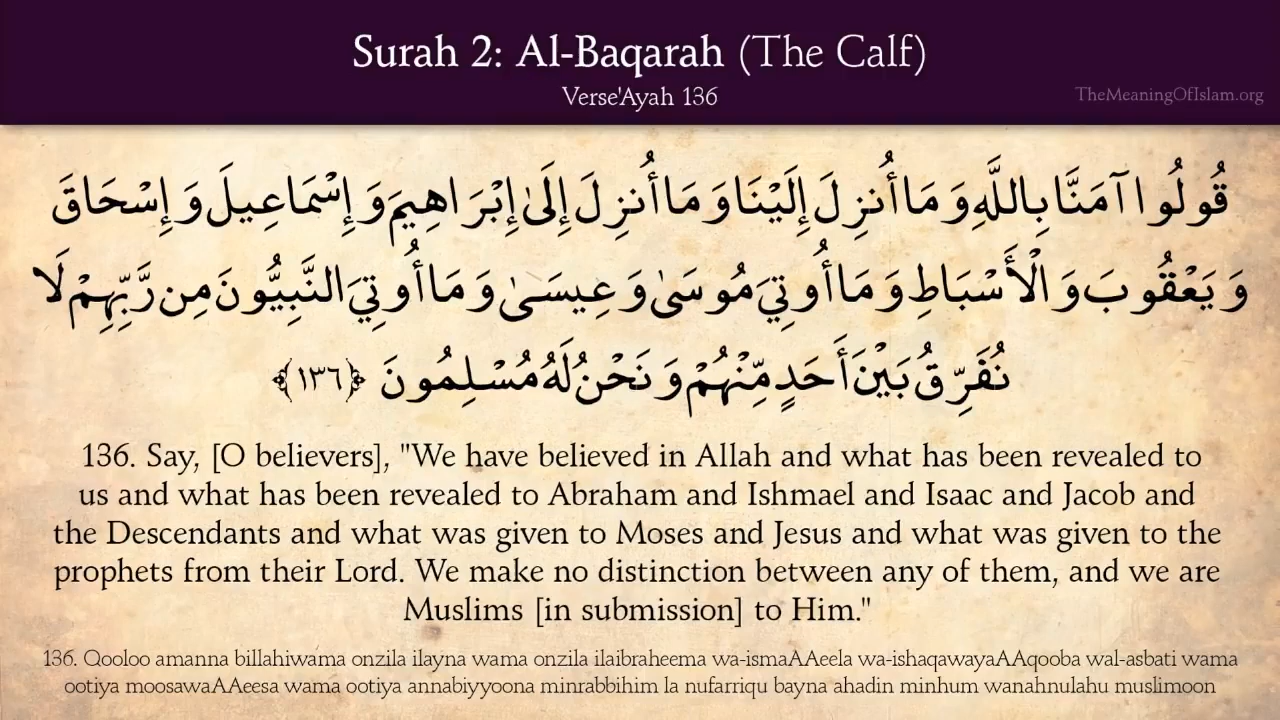 Surah 2: Al-Baqarah (The Calf)
Verse'Ayah 136
TheMeaningOfIslam.org
قُولُوا آمَنَّا بِاللَّهِ وَمَا أُنزِلَ إِلَيْنَا وَمَا أُنزِلَ إِلَىٰ إِبْرَاهِيمَ وَإِسْمَاعِيلَ وَإِسْحَاقَ
وَيَعْقُوبَ وَالْأَسْبَاطِ وَمَا أُوتِيَ مُوسَىٰ وَعِيسَىٰ وَمَا أُوتِيَ النَّبِيُّونَ مِن رَّبِّهِمْ لَا
نُفَرِّقُ بَيْنَ أَحَدٍ مِّنْهُمْ وَنَحْنُ لَهُ مُسْلِمُونَ ﴿١٣٦﴾
136. Say, [O believers], "We have believed in Allah and what has been revealed to
us and what has been revealed to Abraham and Ishmael and Isaac and Jacob and
the Descendants and what was given to Moses and Jesus and what was given to the
prophets from their Lord. We make no distinction between any of them, and we are
Muslims [in submission] to Him."
136. Qooloo amanna billahiwama onzila ilayna wama onzila ilaibraheema wa-ismaAAeela wa-ishaqawayaAAqooba wal-asbati wama
ootiya moosawaAAeesa wama ootiya annabiyyoona minrabbihim la nufarriqu bayna ahadin minhum wanahnulahu muslimoon